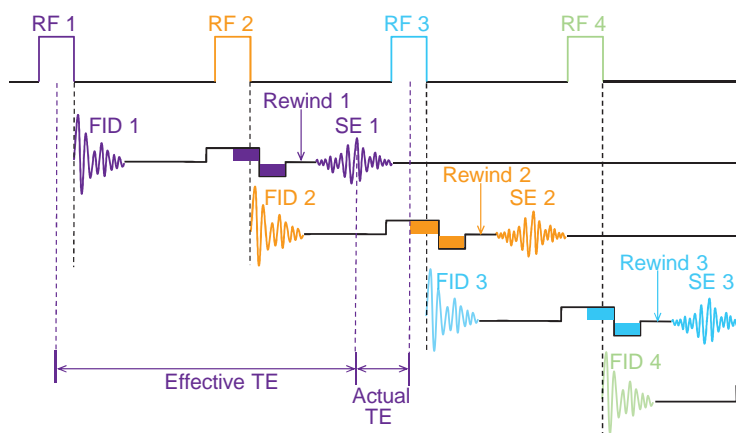 RF 1
RF 2
RF 3
RF 4
Rewind 1
FID 1
SE 1
Rewind 2
FID 2
SE 2
Rewind 3
FID 3
SE 3
FID 4
Effective TE
Actual
TE